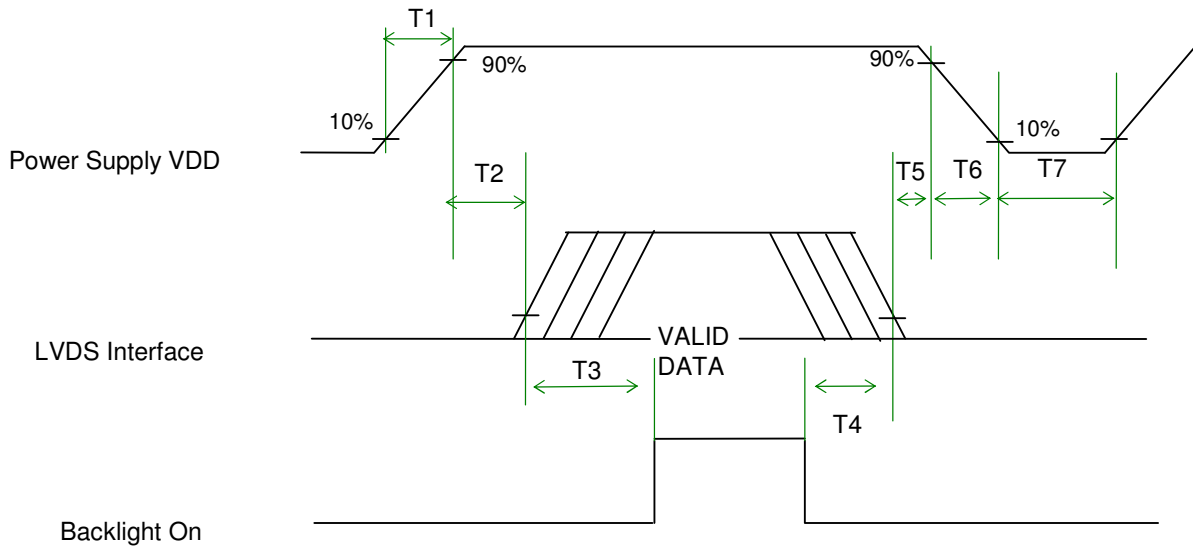 T1
90%
90%
10%
10%
Power Supply VDD
T2
T5
T6
T7
LVDS Interface
VALID
DATA
T3
T4
Backlight On